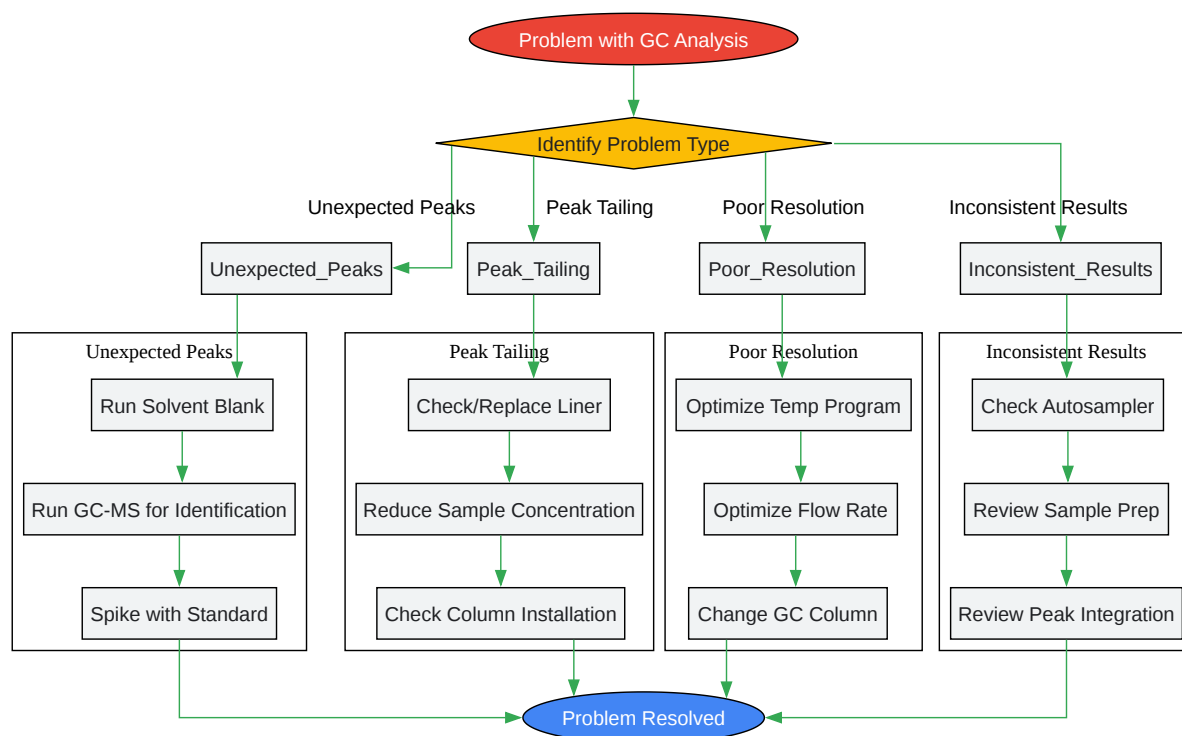 Problem with GC Analysis
Identify Problem Type
Unexpected Peaks
Peak Tailing
Poor Resolution
Inconsistent Results
Unexpected_Peaks
Peak_Tailing
Poor_Resolution
Inconsistent_Results
Unexpected Peaks
Peak Tailing
Poor Resolution
Inconsistent Results
Run Solvent Blank
Check/Replace Liner
Optimize Temp Program
Check Autosampler
Run GC-MS for Identification
Reduce Sample Concentration
Optimize Flow Rate
Review Sample Prep
Spike with Standard
Check Column Installation
Change GC Column
Review Peak Integration
Problem Resolved